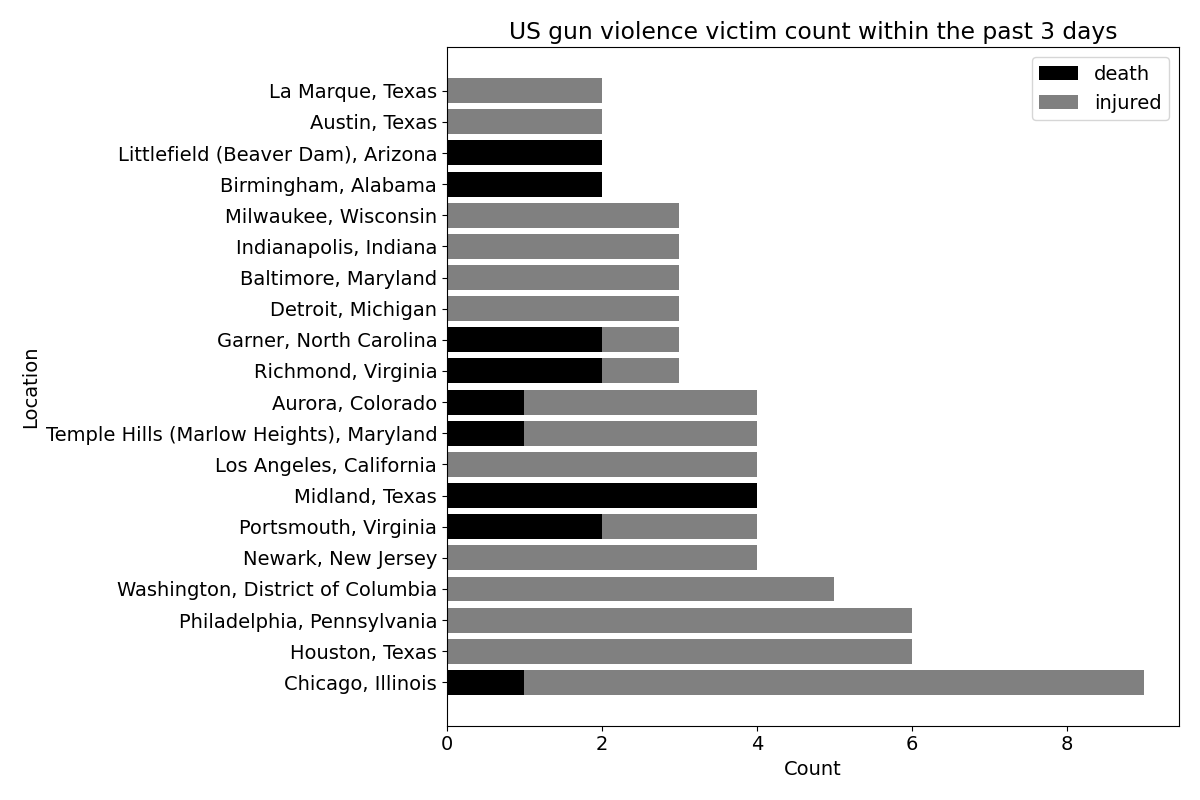 US gun violence victim count within the past 3 days
death
injured
La Marque, Texas
Austin, Texas
Littlefield (Beaver Dam), Arizona
Birmingham, Alabama
Milwaukee, Wisconsin
Indianapolis, Indiana
Baltimore, Maryland
Detroit, Michigan
Garner, North Carolina
Richmond, Virginia
Aurora, Colorado
Temple Hills (Marlow Heights), Maryland
Los Angeles, California
Midland, Texas
Portsmouth, Virginia
Newark, New Jersey
Washington, District of Columbia
Philadelphia, Pennsylvania
Houston, Texas
Chicago, Illinois
Location
0 2 4 6 8
Count